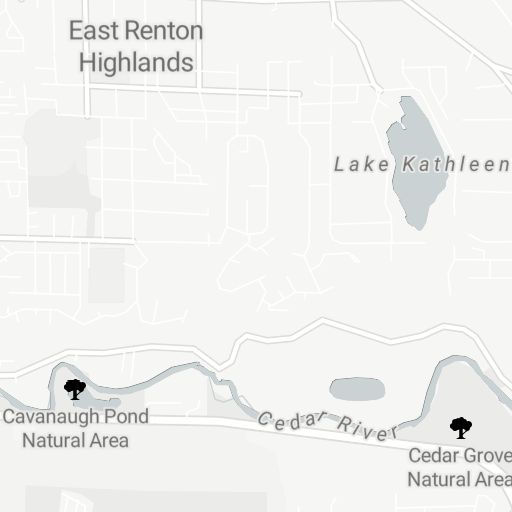 East Renton
Highlands
Lake Kathleen
Cavanaugh Pond
Natural Area
Cedar River
Cedar Grove
Natural Area